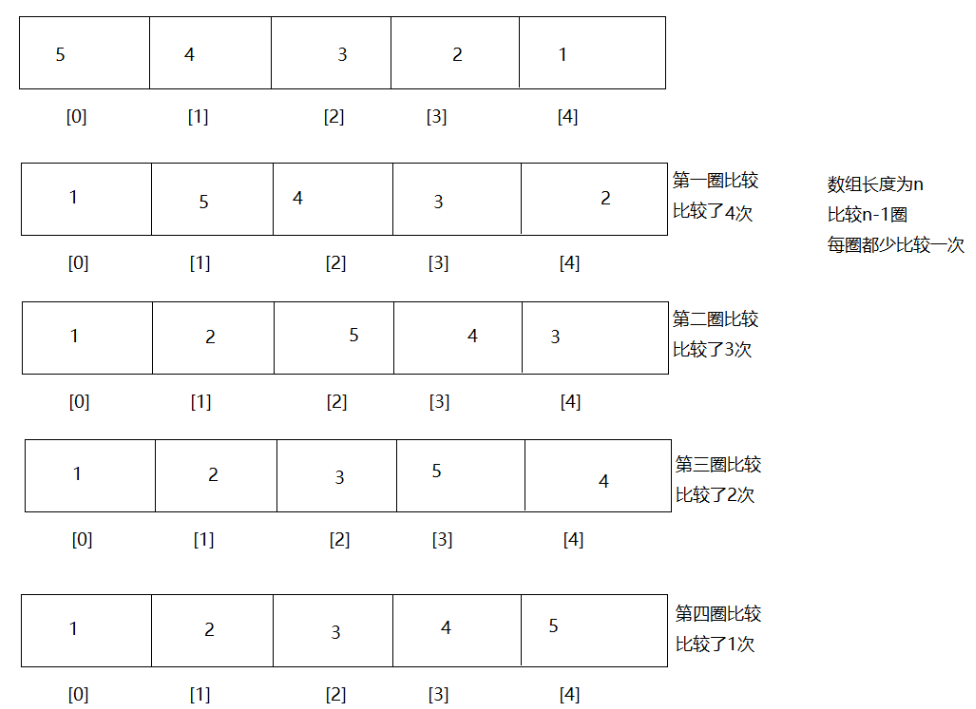 5 4 3 2 1
[0] [1] [2] [3] [4]
1 5 4 3 2
第一圈比较
比较了4次
[0] [1] [2] [3] [4]
数组长度为n
比较n-1圈
每圈都少比较一次
1 2 5 4 3
第二圈比较
比较了3次
[0] [1] [2] [3] [4]
1 2 3 5 4
第三圈比较
比较了2次
[0] [1] [2] [3] [4]
1 2 3 4 5
第四圈比较
比较了1次
[0] [1] [2] [3] [4]